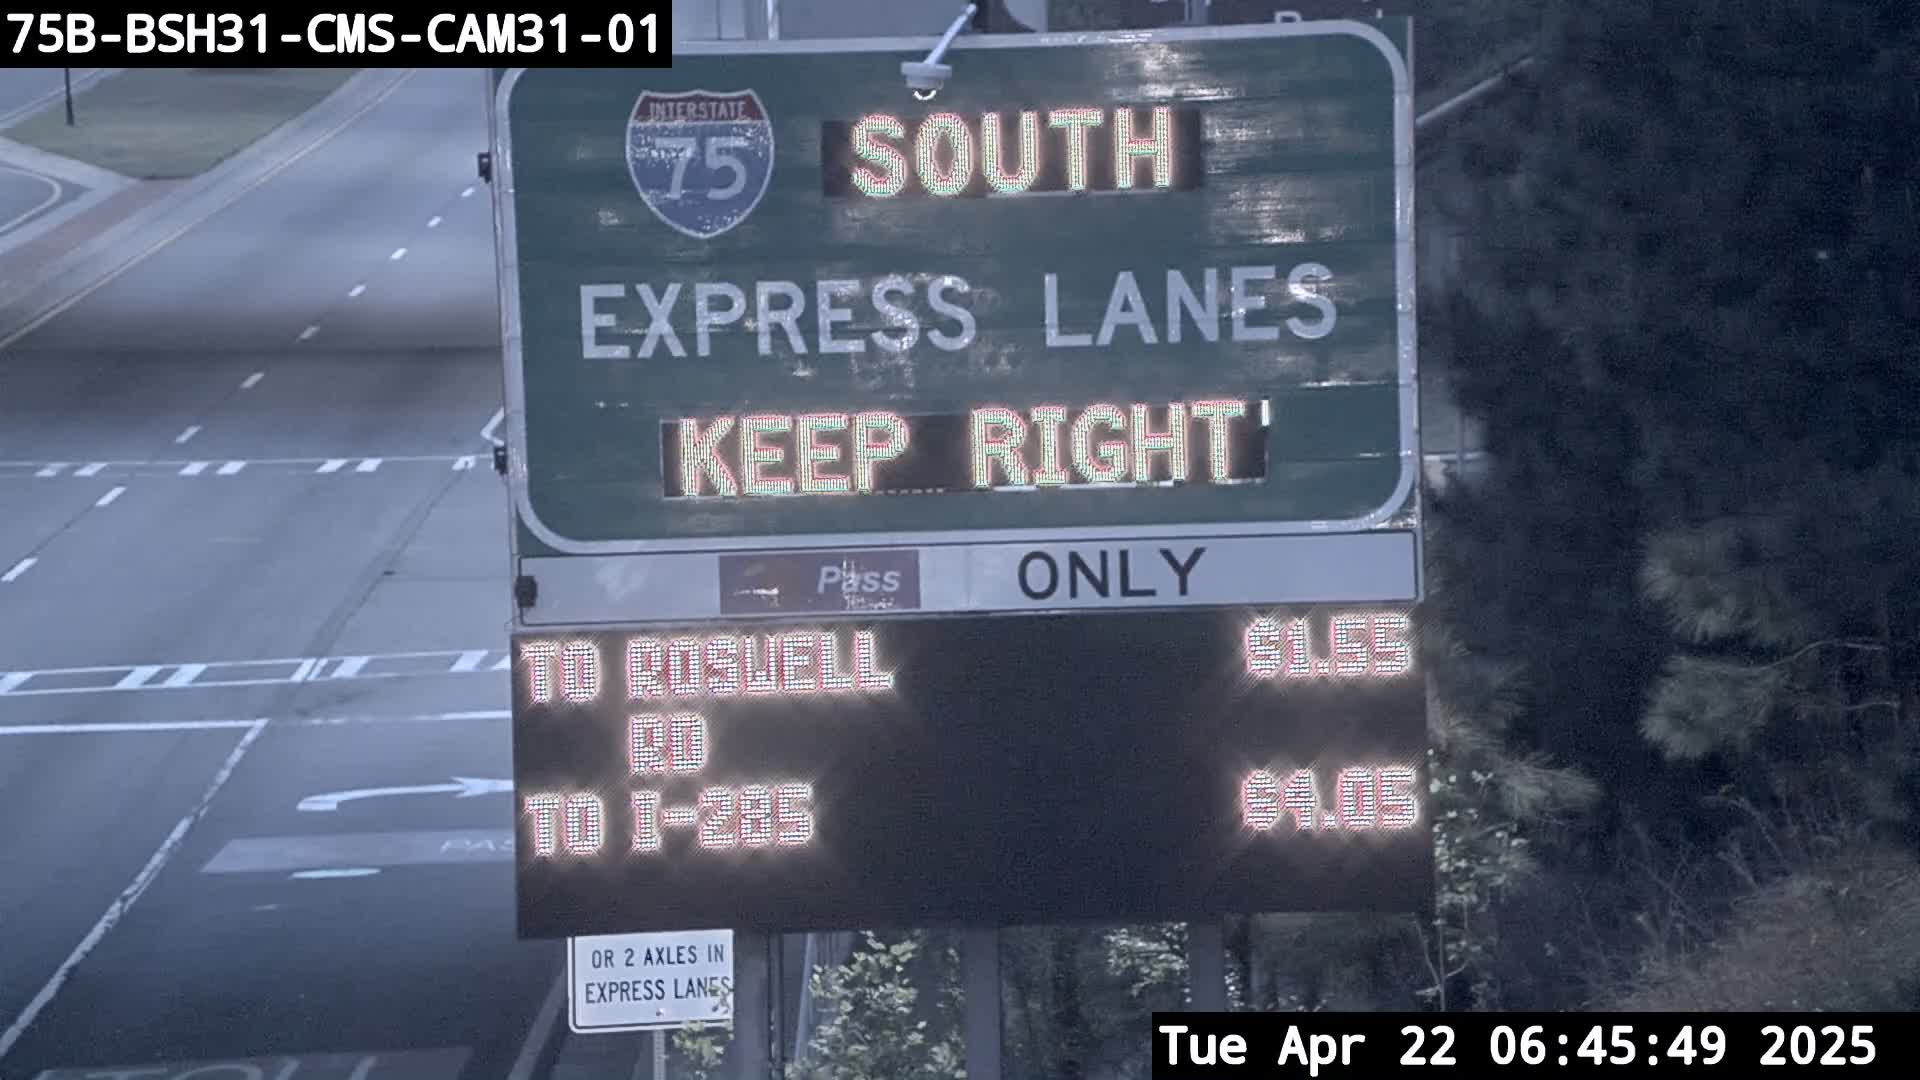 75B-BSH31-CMS-CAM31-01
INTERSTATE
75
SOUTH
EXPRESS LANES
KEEP RIGHT
Pass
ONLY
TO ROSWELL $1.55
RD
TO I-285 $4.05
OR 2 AXLES IN
EXPRESS LANES
TOLL
Tue Apr 22 06:45:49 2025